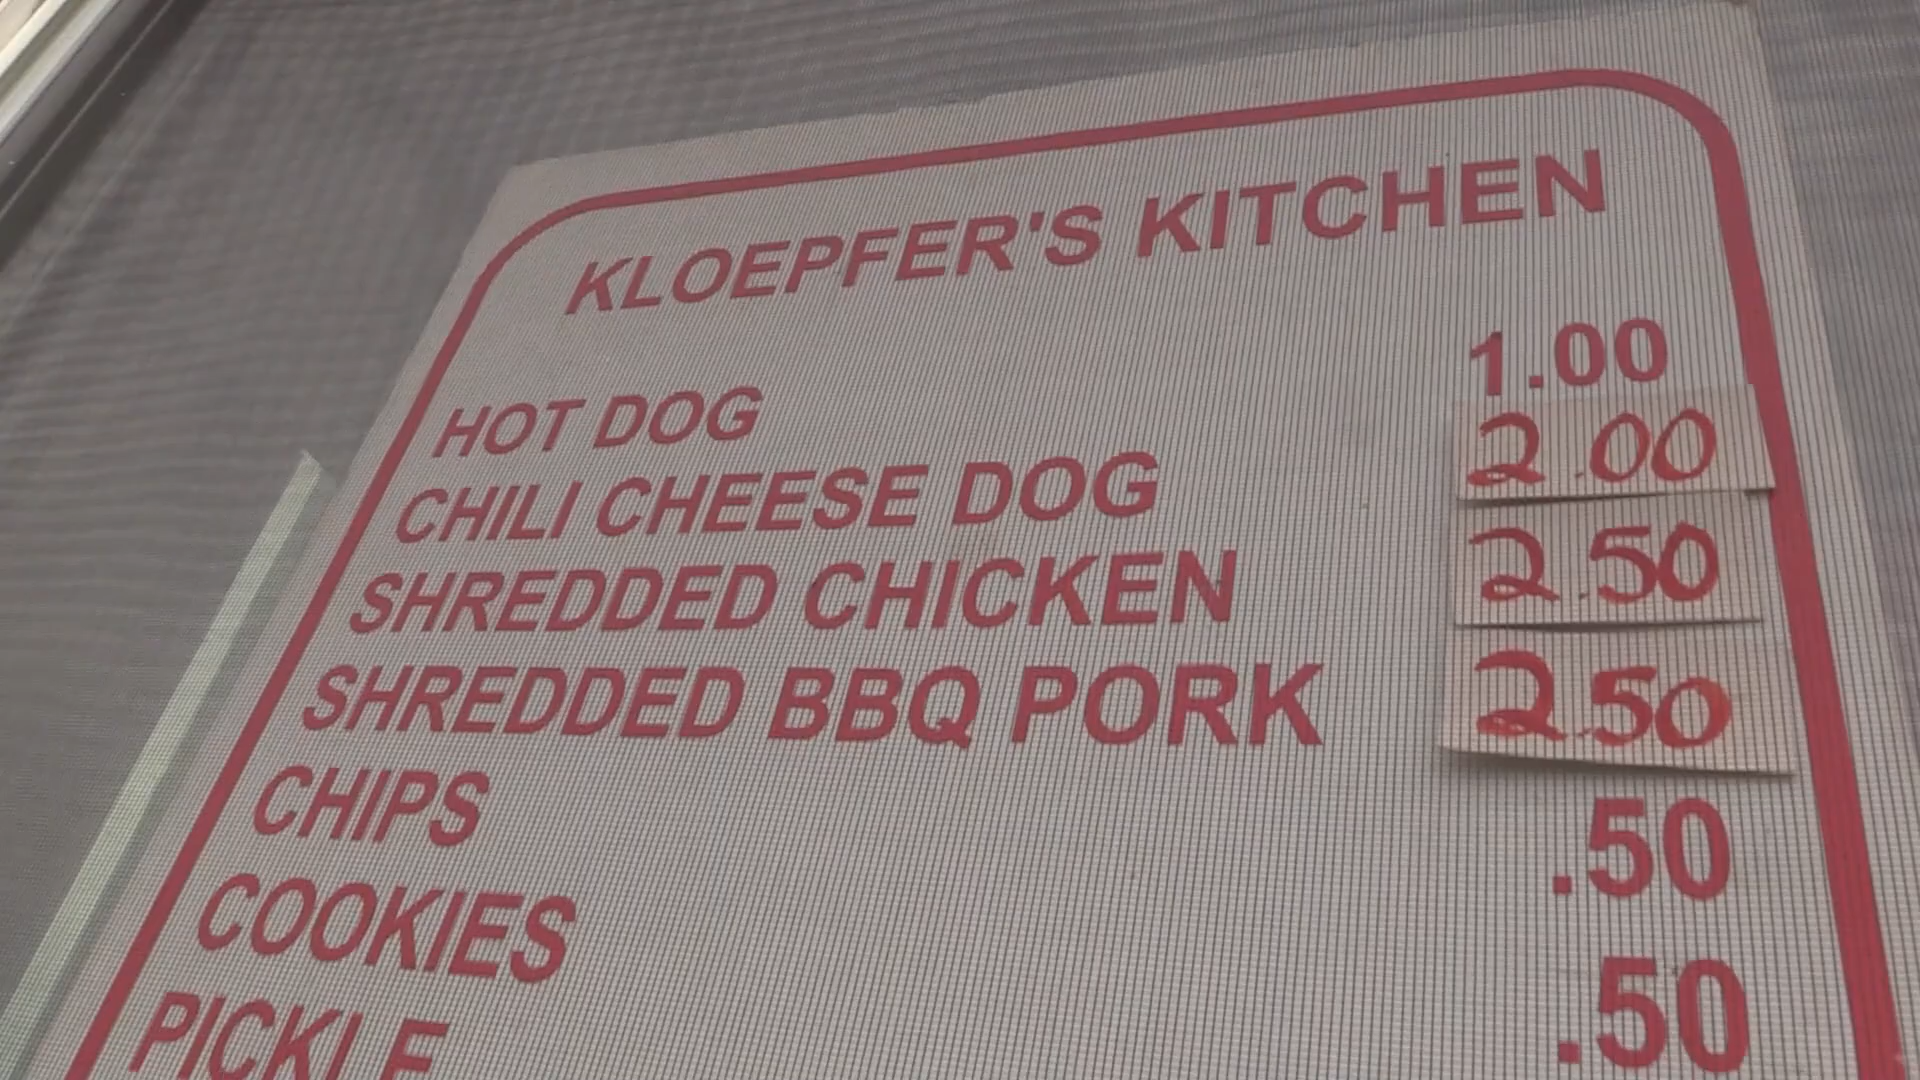 KLOEPFER'S KITCHEN
HOT DOG 1.00
CHILI CHEESE DOG 2.00
SHREDDED CHICKEN 2.50
SHREDDED BBQ PORK 2.50
CHIPS .50
COOKIES .50
PICKLE